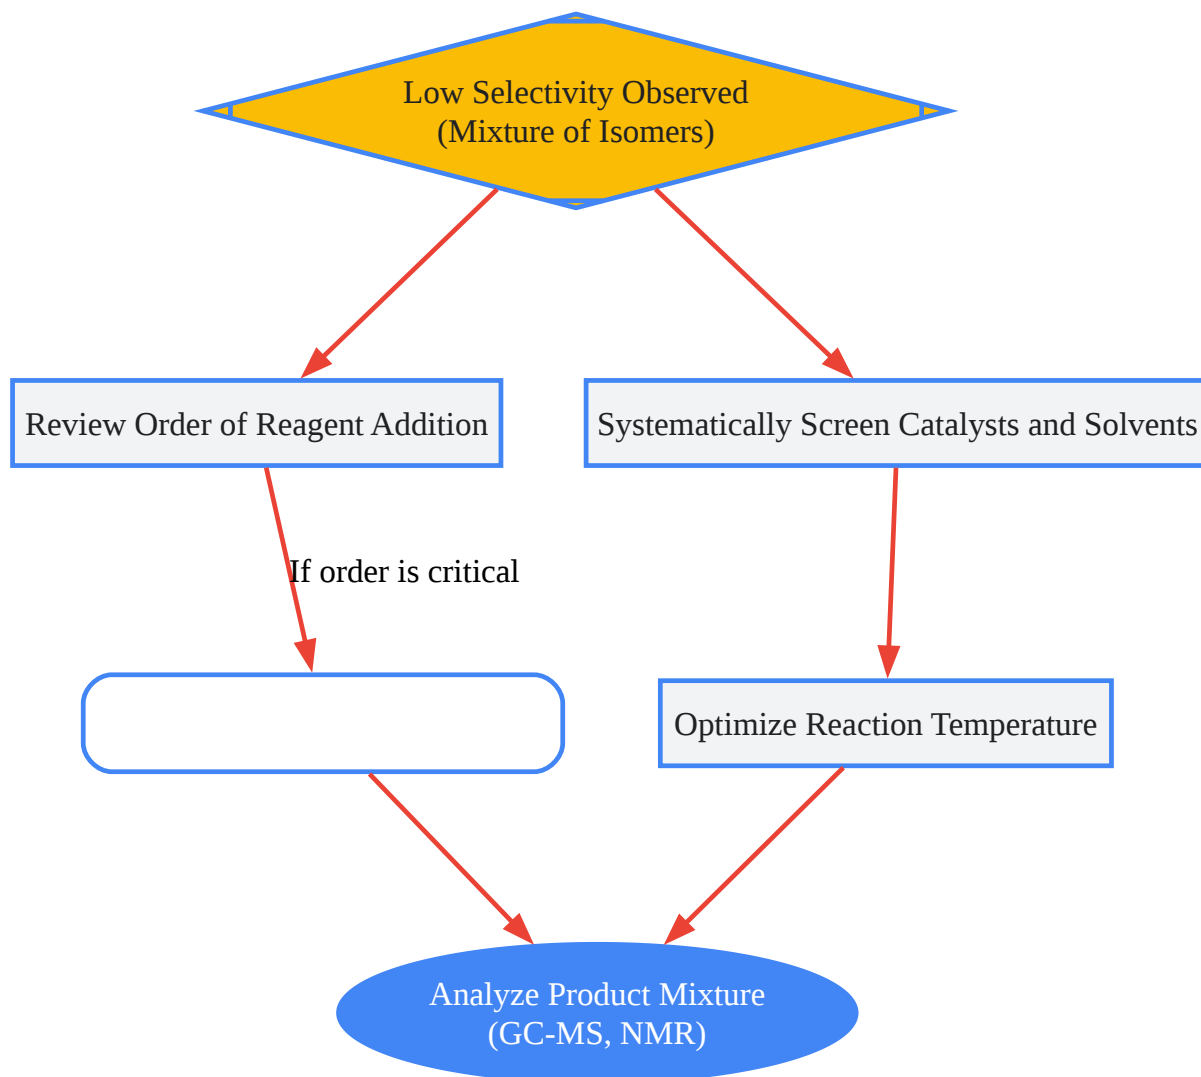 Low Selectivity Observed
(Mixture of Isomers)
Review Order of Reagent Addition
Systematically Screen Catalysts and Solvents
If order is critical
Optimize Reaction Temperature
Analyze Product Mixture
(GC-MS, NMR)